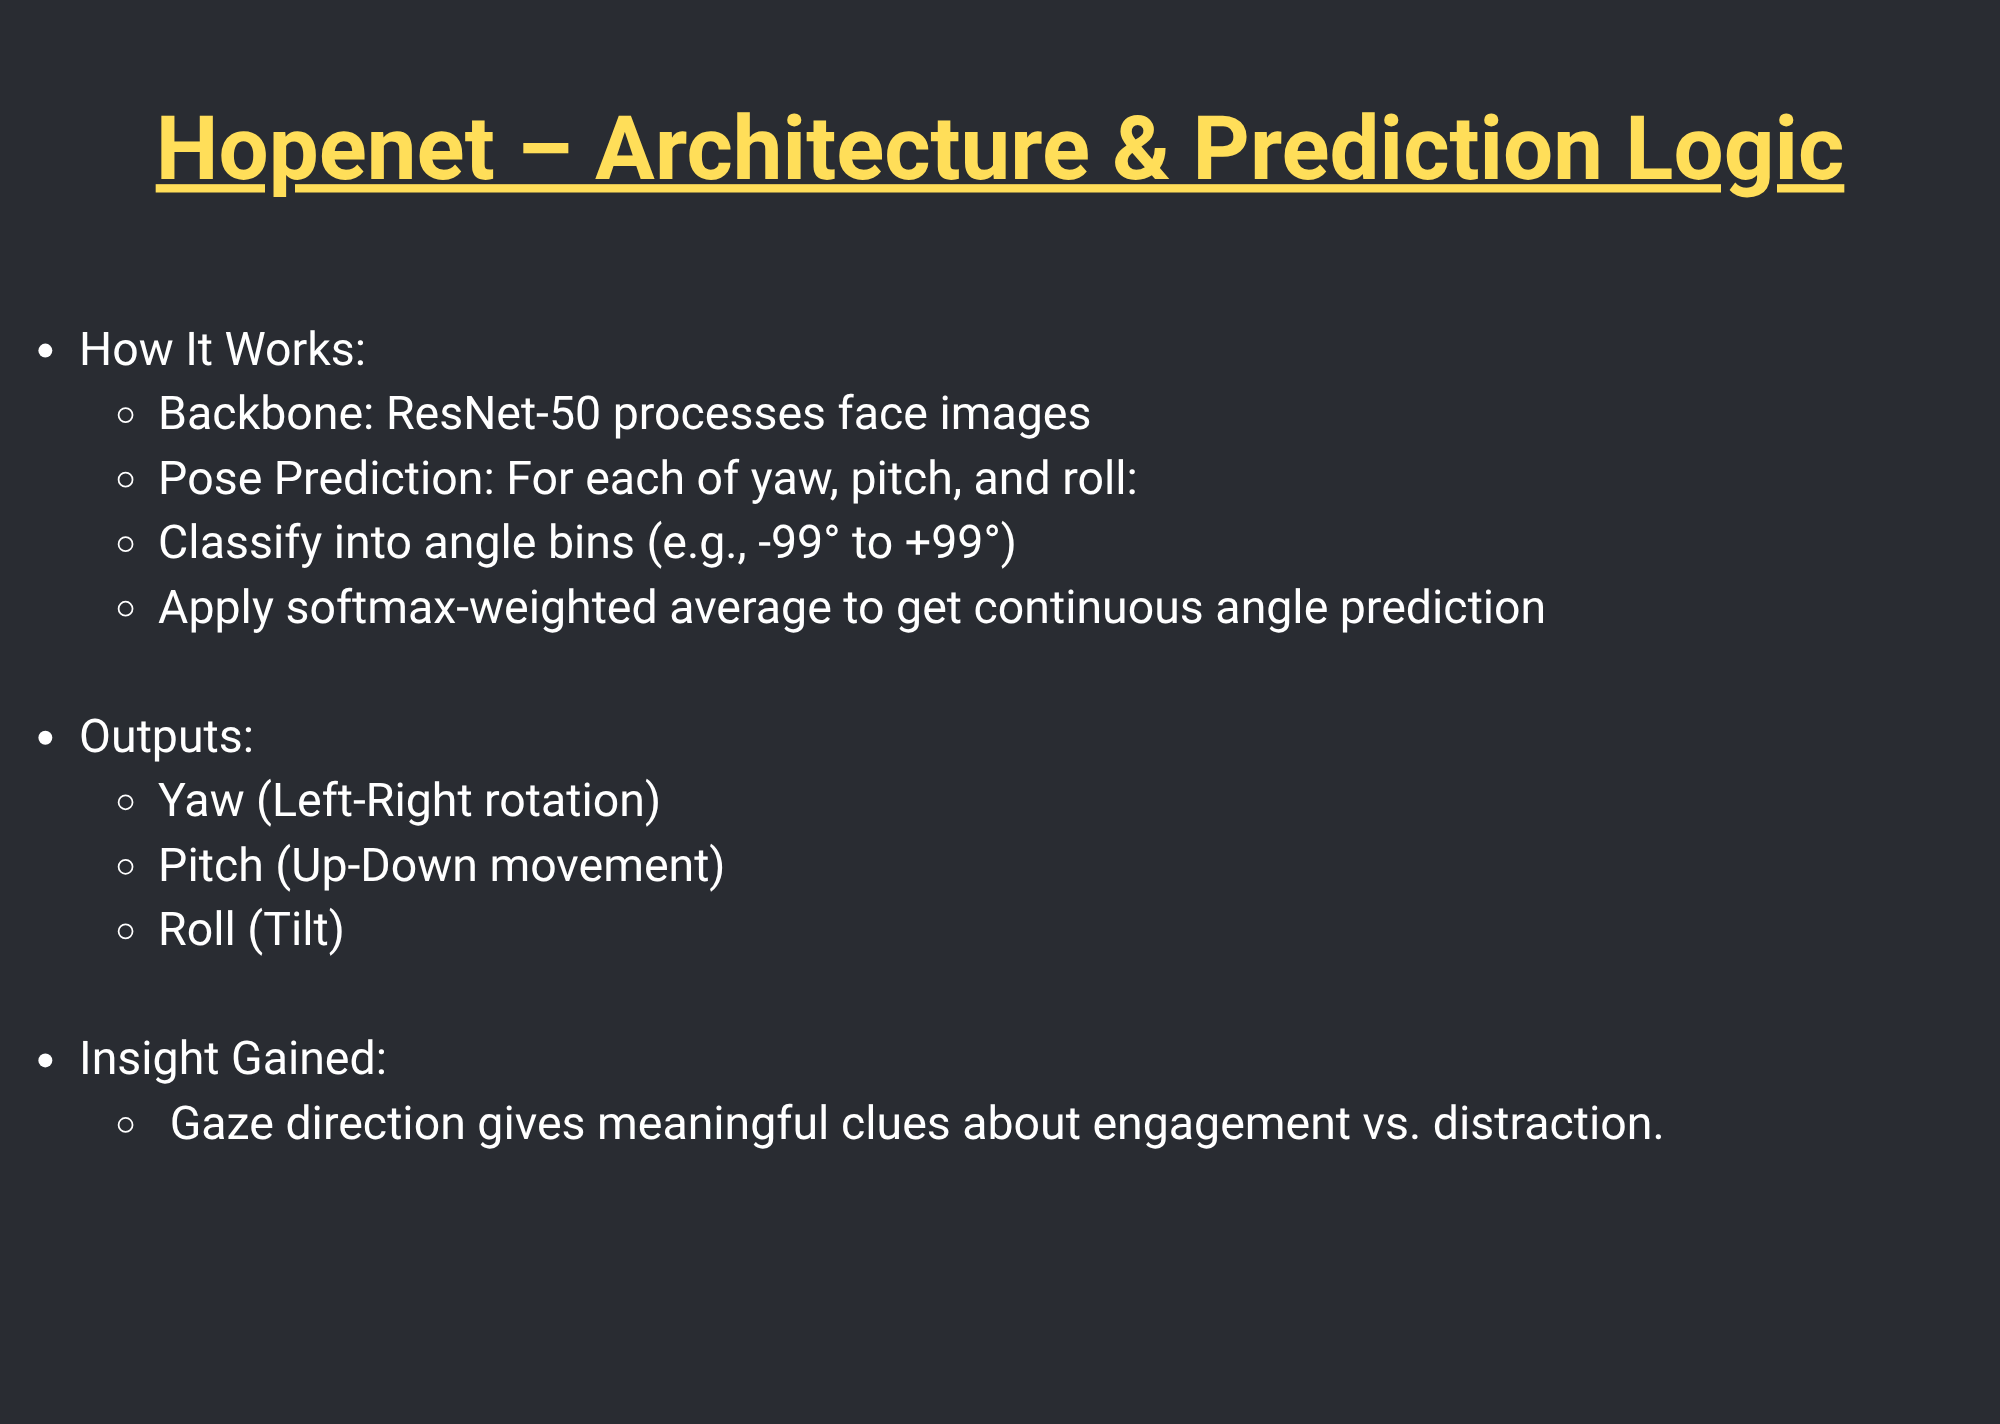 Hopenet – Architecture & Prediction Logic
• How It Works:
◦ Backbone: ResNet-50 processes face images
◦ Pose Prediction: For each of yaw, pitch, and roll:
◦ Classify into angle bins (e.g., -99° to +99°)
◦ Apply softmax-weighted average to get continuous angle prediction
• Outputs:
◦ Yaw (Left-Right rotation)
◦ Pitch (Up-Down movement)
◦ Roll (Tilt)
• Insight Gained:
◦ Gaze direction gives meaningful clues about engagement vs. distraction.